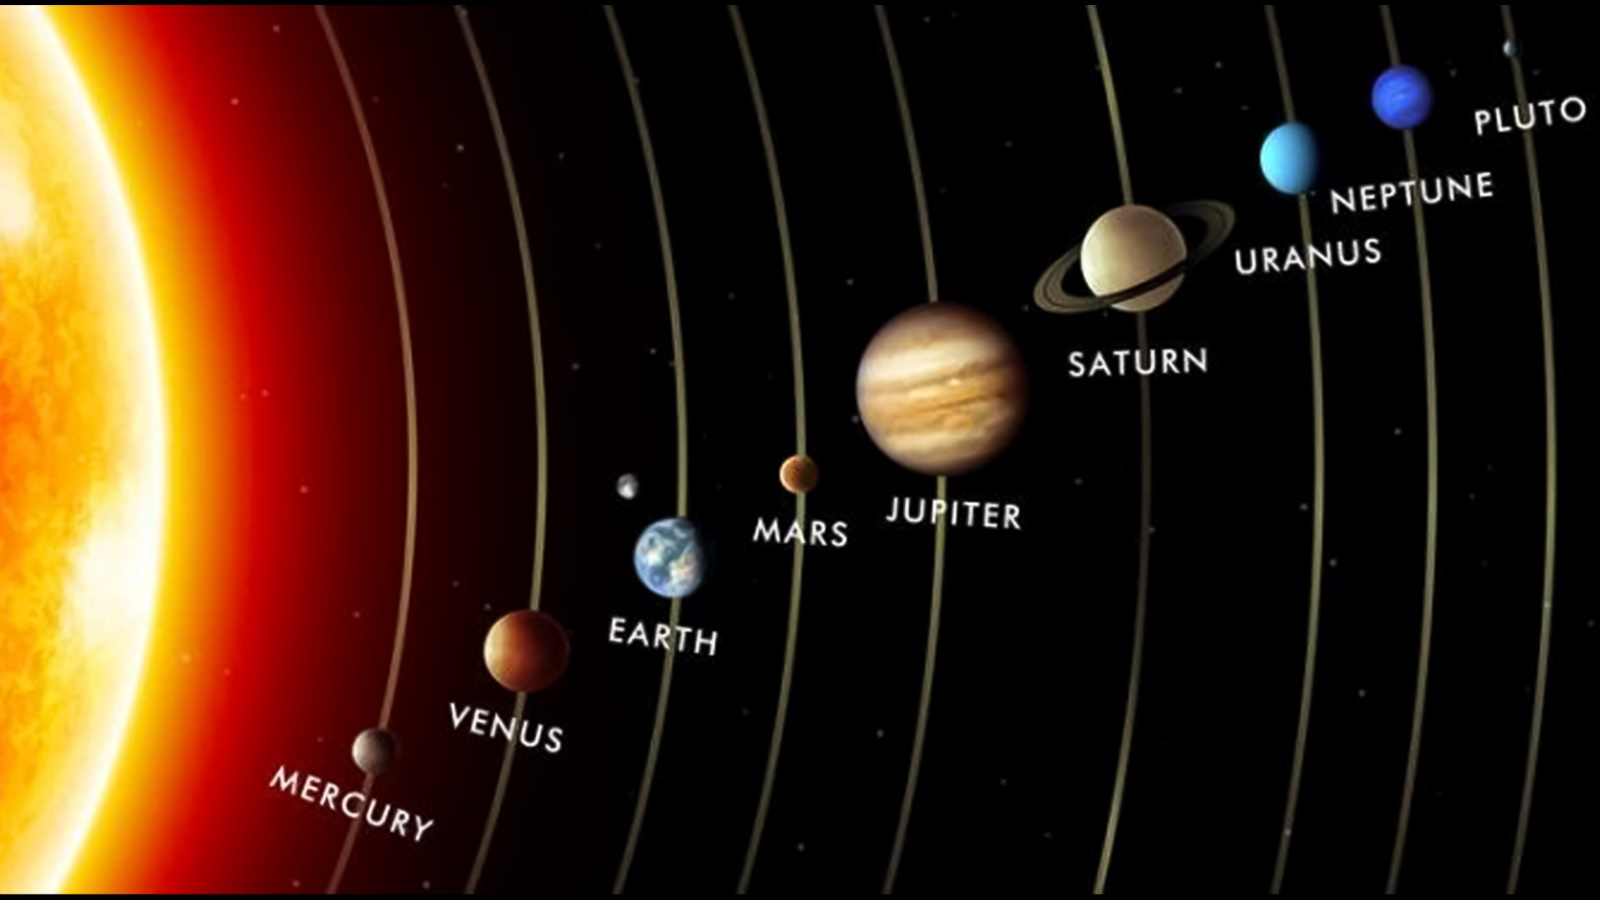 MERCURY
VENUS
EARTH
MARS
JUPITER
SATURN
URANUS
NEPTUNE
PLUTO